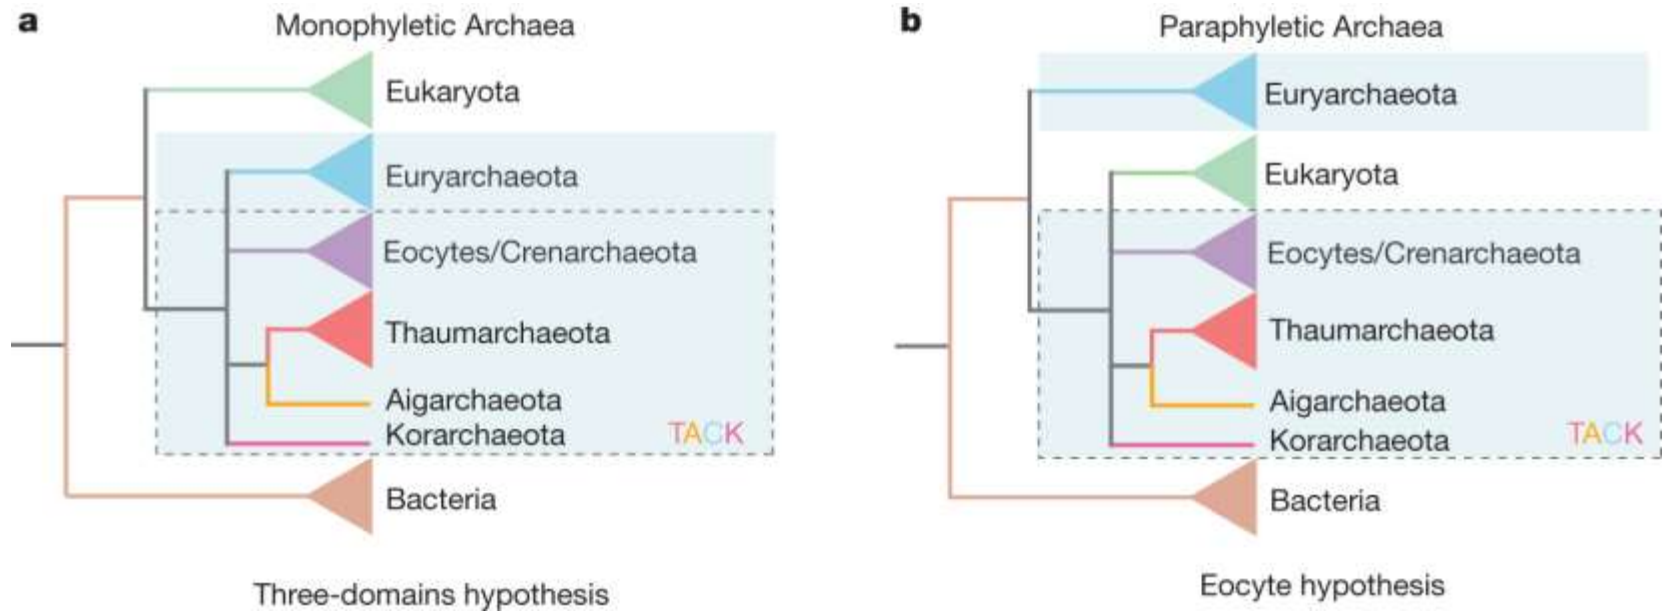 a
Monophyletic Archaea
Eukaryota
Euryarchaeota
Eocytes/Crenarchaeota
Thaumarchaeota
Aigarchaeota
Korarchaeota
TACK
Bacteria
Three-domains hypothesis
b
Paraphyletic Archaea
Euryarchaeota
Eukaryota
Eocytes/Crenarchaeota
Thaumarchaeota
Aigarchaeota
Korarchaeota
TACK
Bacteria
Eocyte hypothesis